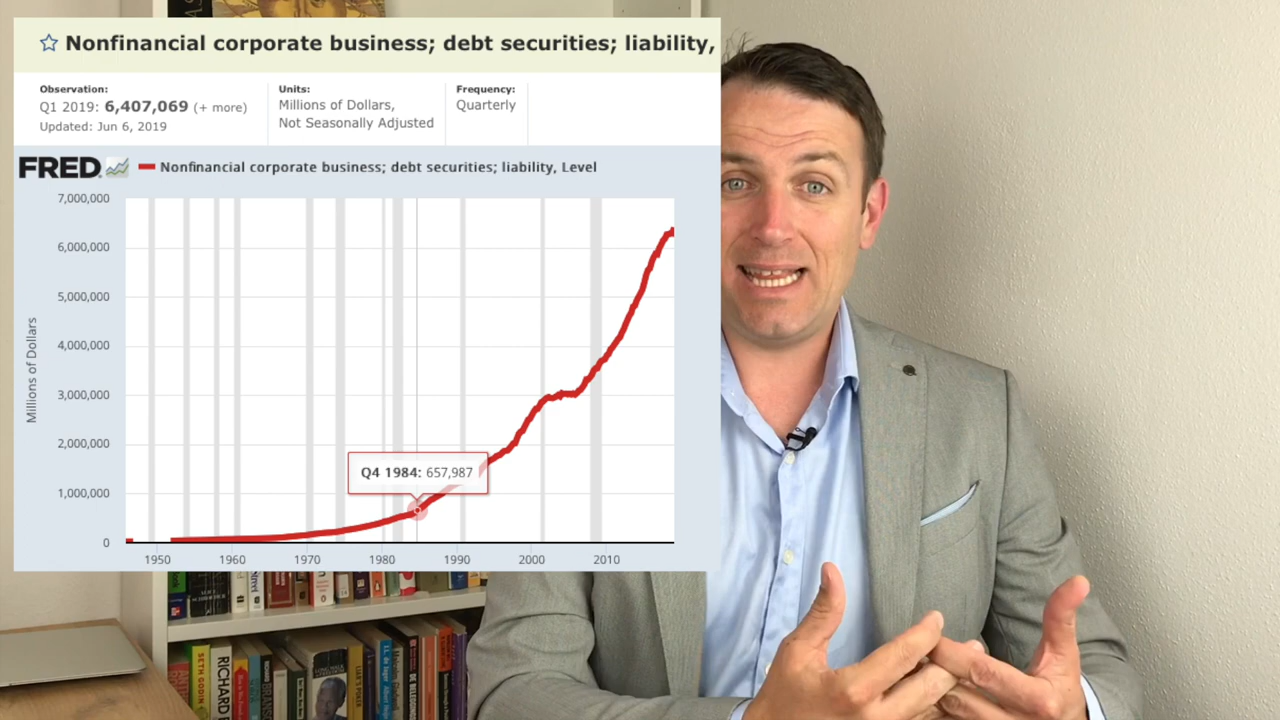 Nonfinancial corporate business; debt securities; liability,
Observation:
Q1 2019: 6,407,069 (+ more)
Updated: Jun 6, 2019
Units:
Millions of Dollars,
Not Seasonally Adjusted
Frequency:
Quarterly
FRED
Nonfinancial corporate business; debt securities; liability, Level
Millions of Dollars
7,000,000
6,000,000
5,000,000
4,000,000
3,000,000
2,000,000
1,000,000
0
Q4 1984: 657,987
1950
1960
1970
1980
1990
2000
2010
SETH GODIN
RICHARD